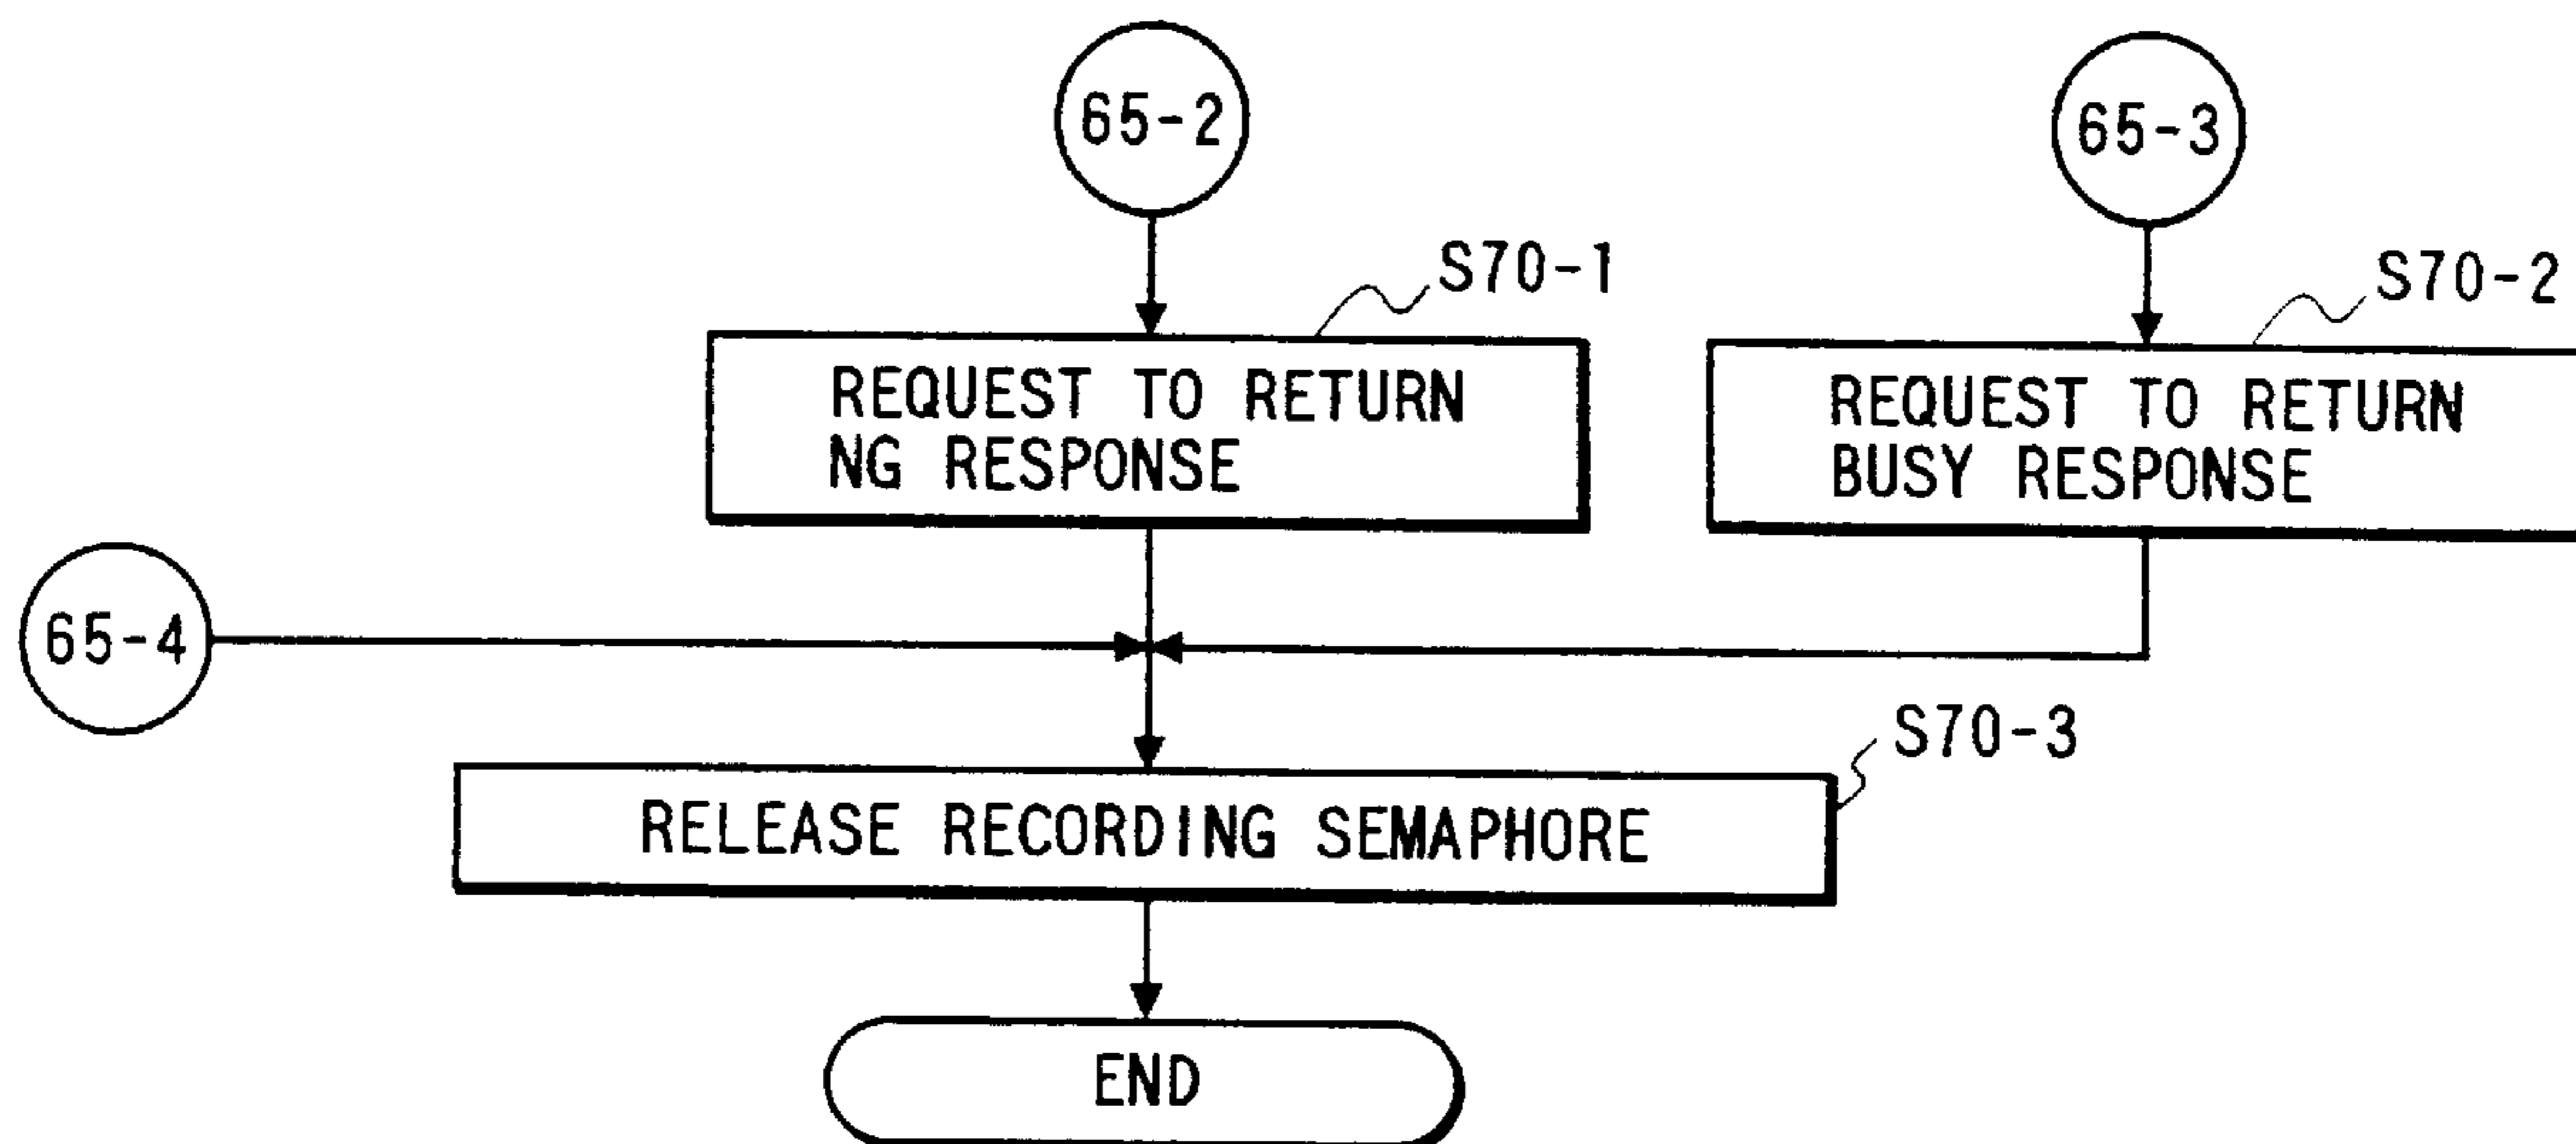 65-2
65-3
S70-1
S70-2
REQUEST TO RETURN
NG RESPONSE
REQUEST TO RETURN
BUSY RESPONSE
65-4
S70-3
RELEASE RECORDING SEMAPHORE
END